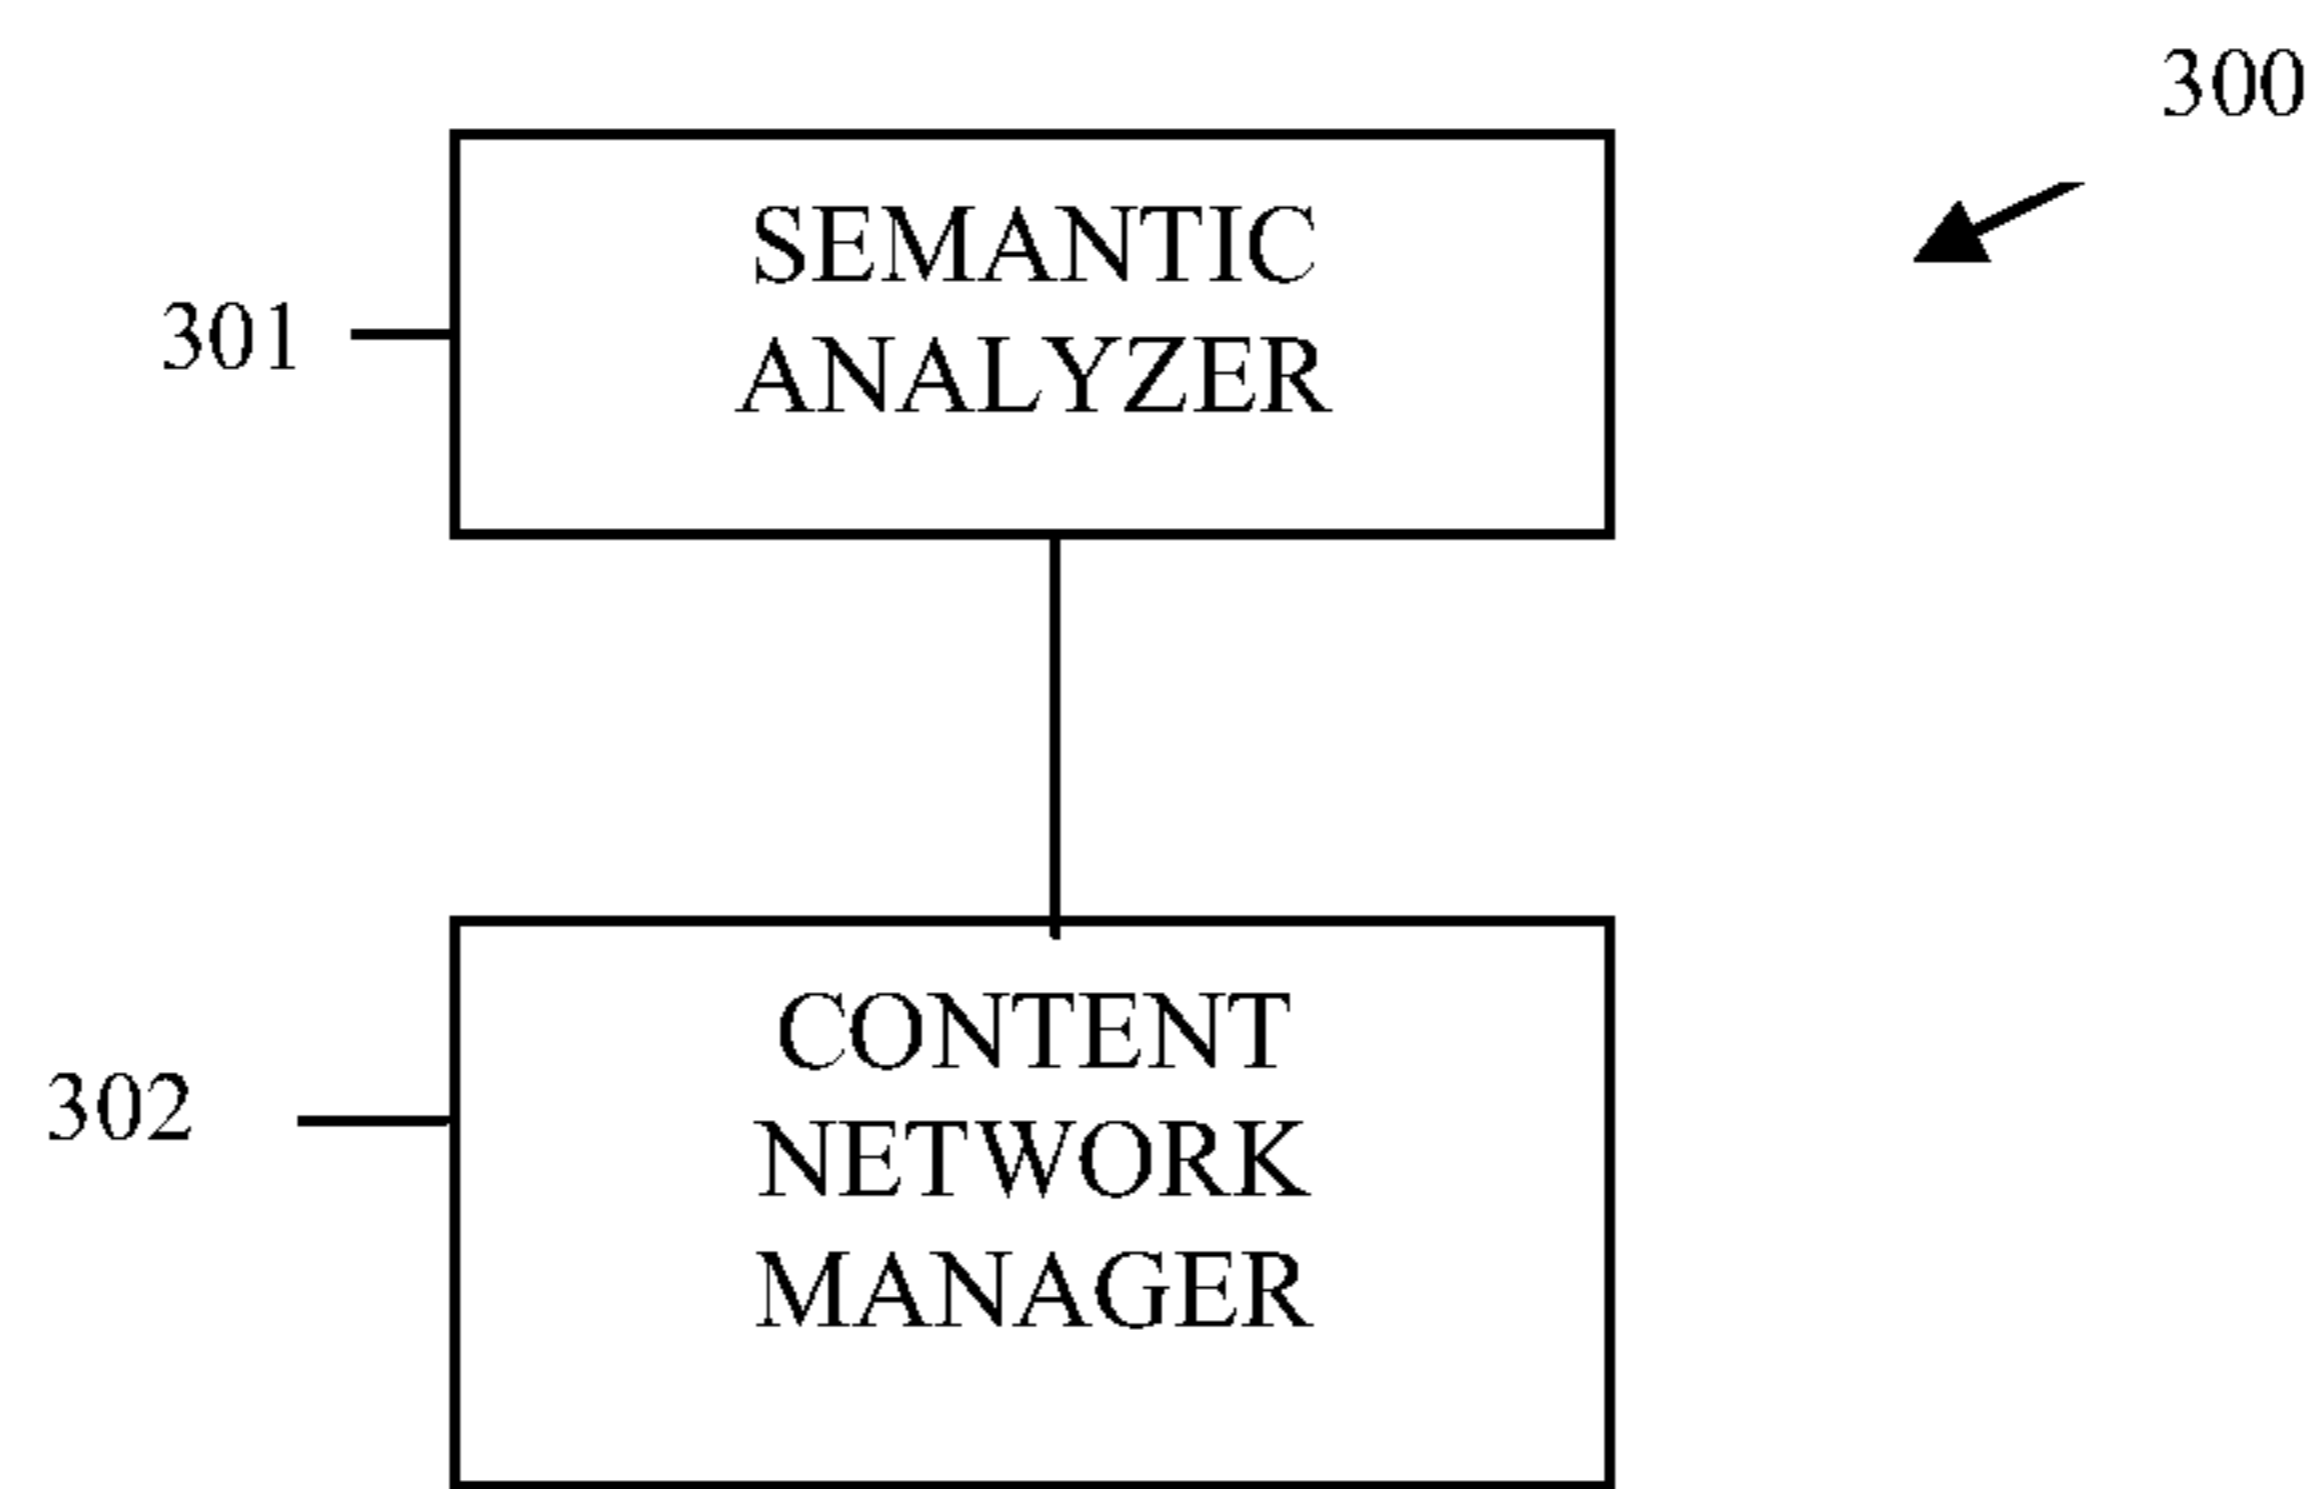 300
SEMANTIC
ANALYZER
301
CONTENT
NETWORK
MANAGER
302